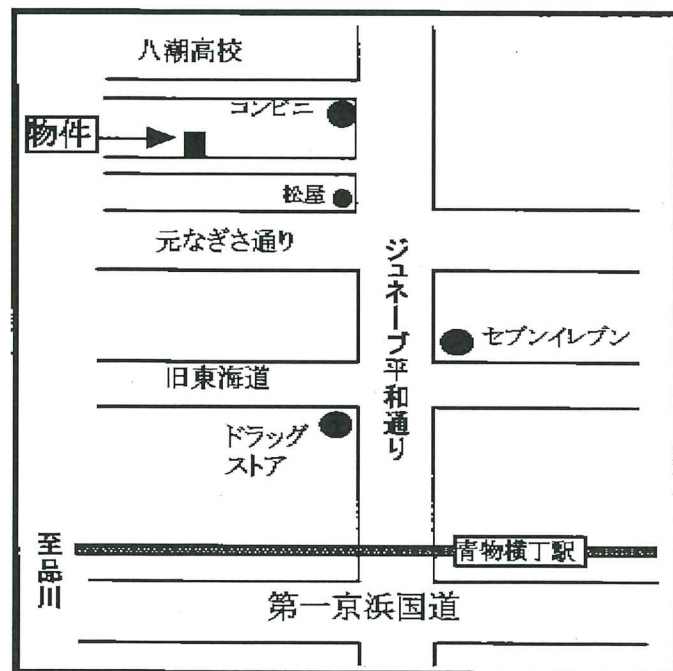 八潮高校
コンビニ
物件
松屋
元なぎさ通り
ジュネーブ平和通り
セブンイレブン
旧東海道
ドラッグ
ストア
至品川
青物横丁駅
第一京浜国道